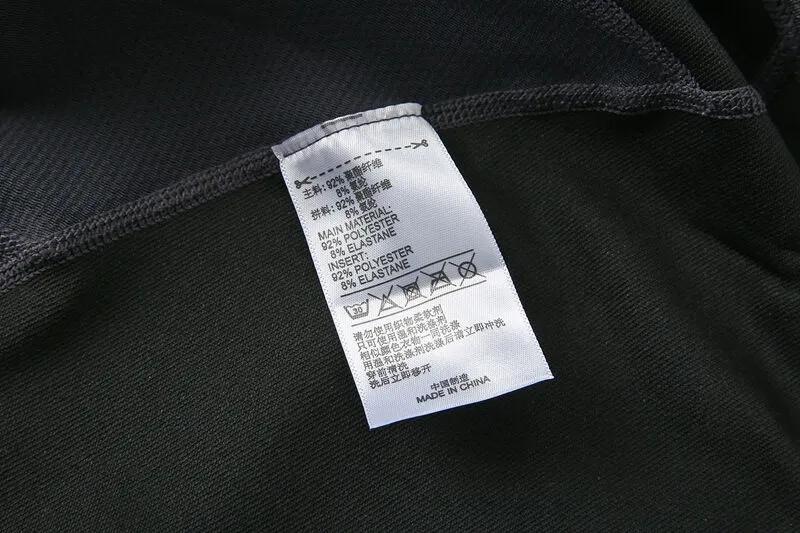 主料: 92% 聚酯纤维
8% 氨纶
拼料: 92% 聚酯纤维
8% 氨纶
MAIN MATERIAL:
92% POLYESTER
8% ELASTANE
INSERT:
92% POLYESTER
8% ELASTANE
30
请勿使用织物柔软剂
只可使用温和洗涤剂
相似颜色衣物一同洗涤
用温和洗涤剂洗涤后请立即冲洗
穿前清洗
洗后立即移开
中国制造
MADE IN CHINA